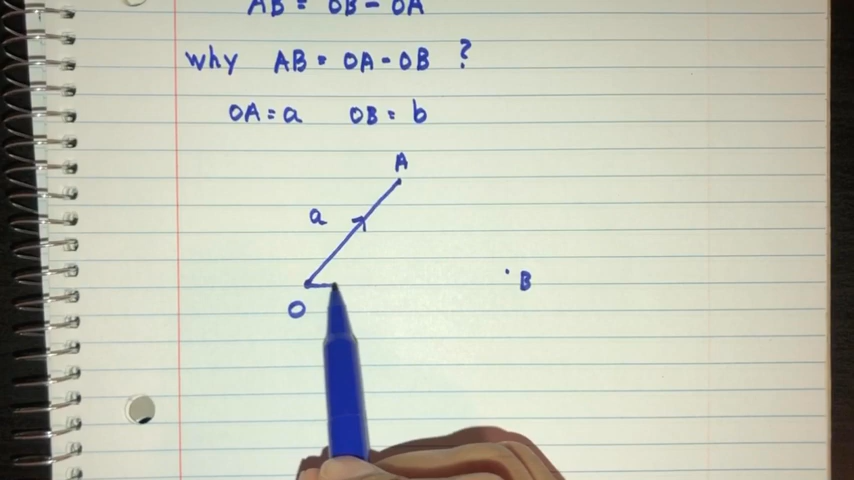 AB = OB - OA
why AB = OA - OB ?
OA = a OB = b
A
a
B
O